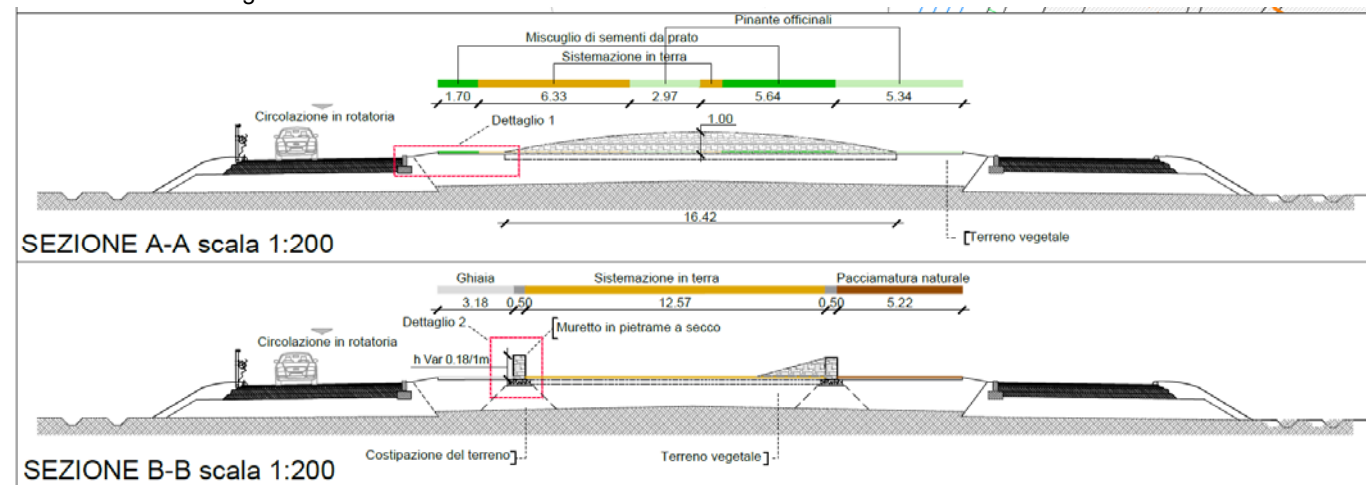 Pinante officinali
Miscuglio di sementi da prato
Sistemazione in terra
1.70 6.33 2.97 5.64 5.34
Circolazione in rotatoria
Dettaglio 1
1.00
16.42
Terreno vegetale
SEZIONE A-A scala 1:200
Ghiaia Sistemazione in terra Pacciamatura naturale
3.18 0.50 12.57 0.50 5.22
Dettaglio 2
Muretto in pietrame a secco
Circolazione in rotatoria
h Var 0.18/1m
Costipazione del terreno
Terreno vegetale
SEZIONE B-B scala 1:200